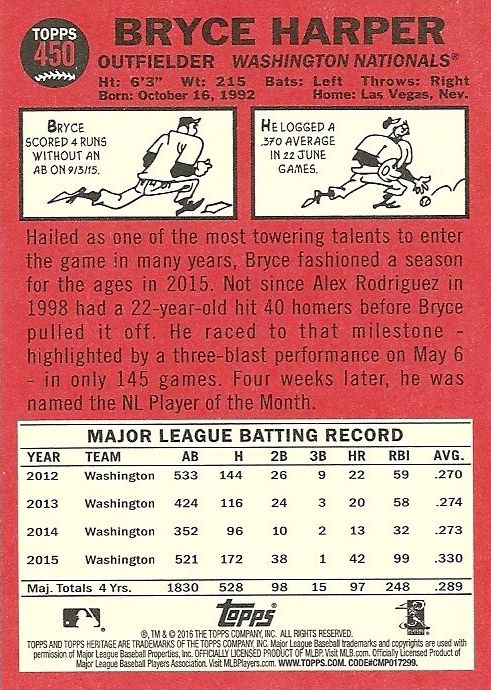 TOPPS
450
BRYCE HARPER
OUTFIELDER WASHINGTON NATIONALS®
Ht: 6'3" Wt: 215 Bats: Left Throws: Right
Born: October 16, 1992 Home: Las Vegas, Nev.
BRYCE
SCORED 4 RUNS
WITHOUT AN
AB ON 9/3/15.
HE LOGGED A
.370 AVERAGE
IN 22 JUNE
GAMES.
Hailed as one of the most towering talents to enter
the game in many years, Bryce fashioned a season
for the ages in 2015. Not since Alex Rodriguez in
1998 had a 22-year-old hit 40 homers before Bryce
pulled it off. He raced to that milestone -
highlighted by a three-blast performance on May 6
- in only 145 games. Four weeks later, he was
named the NL Player of the Month.
MAJOR LEAGUE BATTING RECORD
YEAR TEAM AB H 2B 3B HR RBI AVG.
2012 Washington 533 144 26 9 22 59 .270
2013 Washington 424 116 24 3 20 58 .274
2014 Washington 352 96 10 2 13 32 .273
2015 Washington 521 172 38 1 42 99 .330
Maj. Totals 4 Yrs. 1830 528 98 15 97 248 .289
Topps
®, TM & © 2016 THE TOPPS COMPANY, INC. ALL RIGHTS RESERVED.
TOPPS AND TOPPS HERITAGE ARE TRADEMARKS OF THE TOPPS COMPANY, INC. Major League Baseball trademarks and copyrights are used with
permission of Major League Baseball Properties, Inc. OFFICIALLY LICENSED PRODUCT OF MLBP. Visit MLB.com. Officially Licensed Product of
Major League Baseball Players Association. Visit MLBPlayers.com. WWW.TOPPS.COM. CODE#CMP017299.